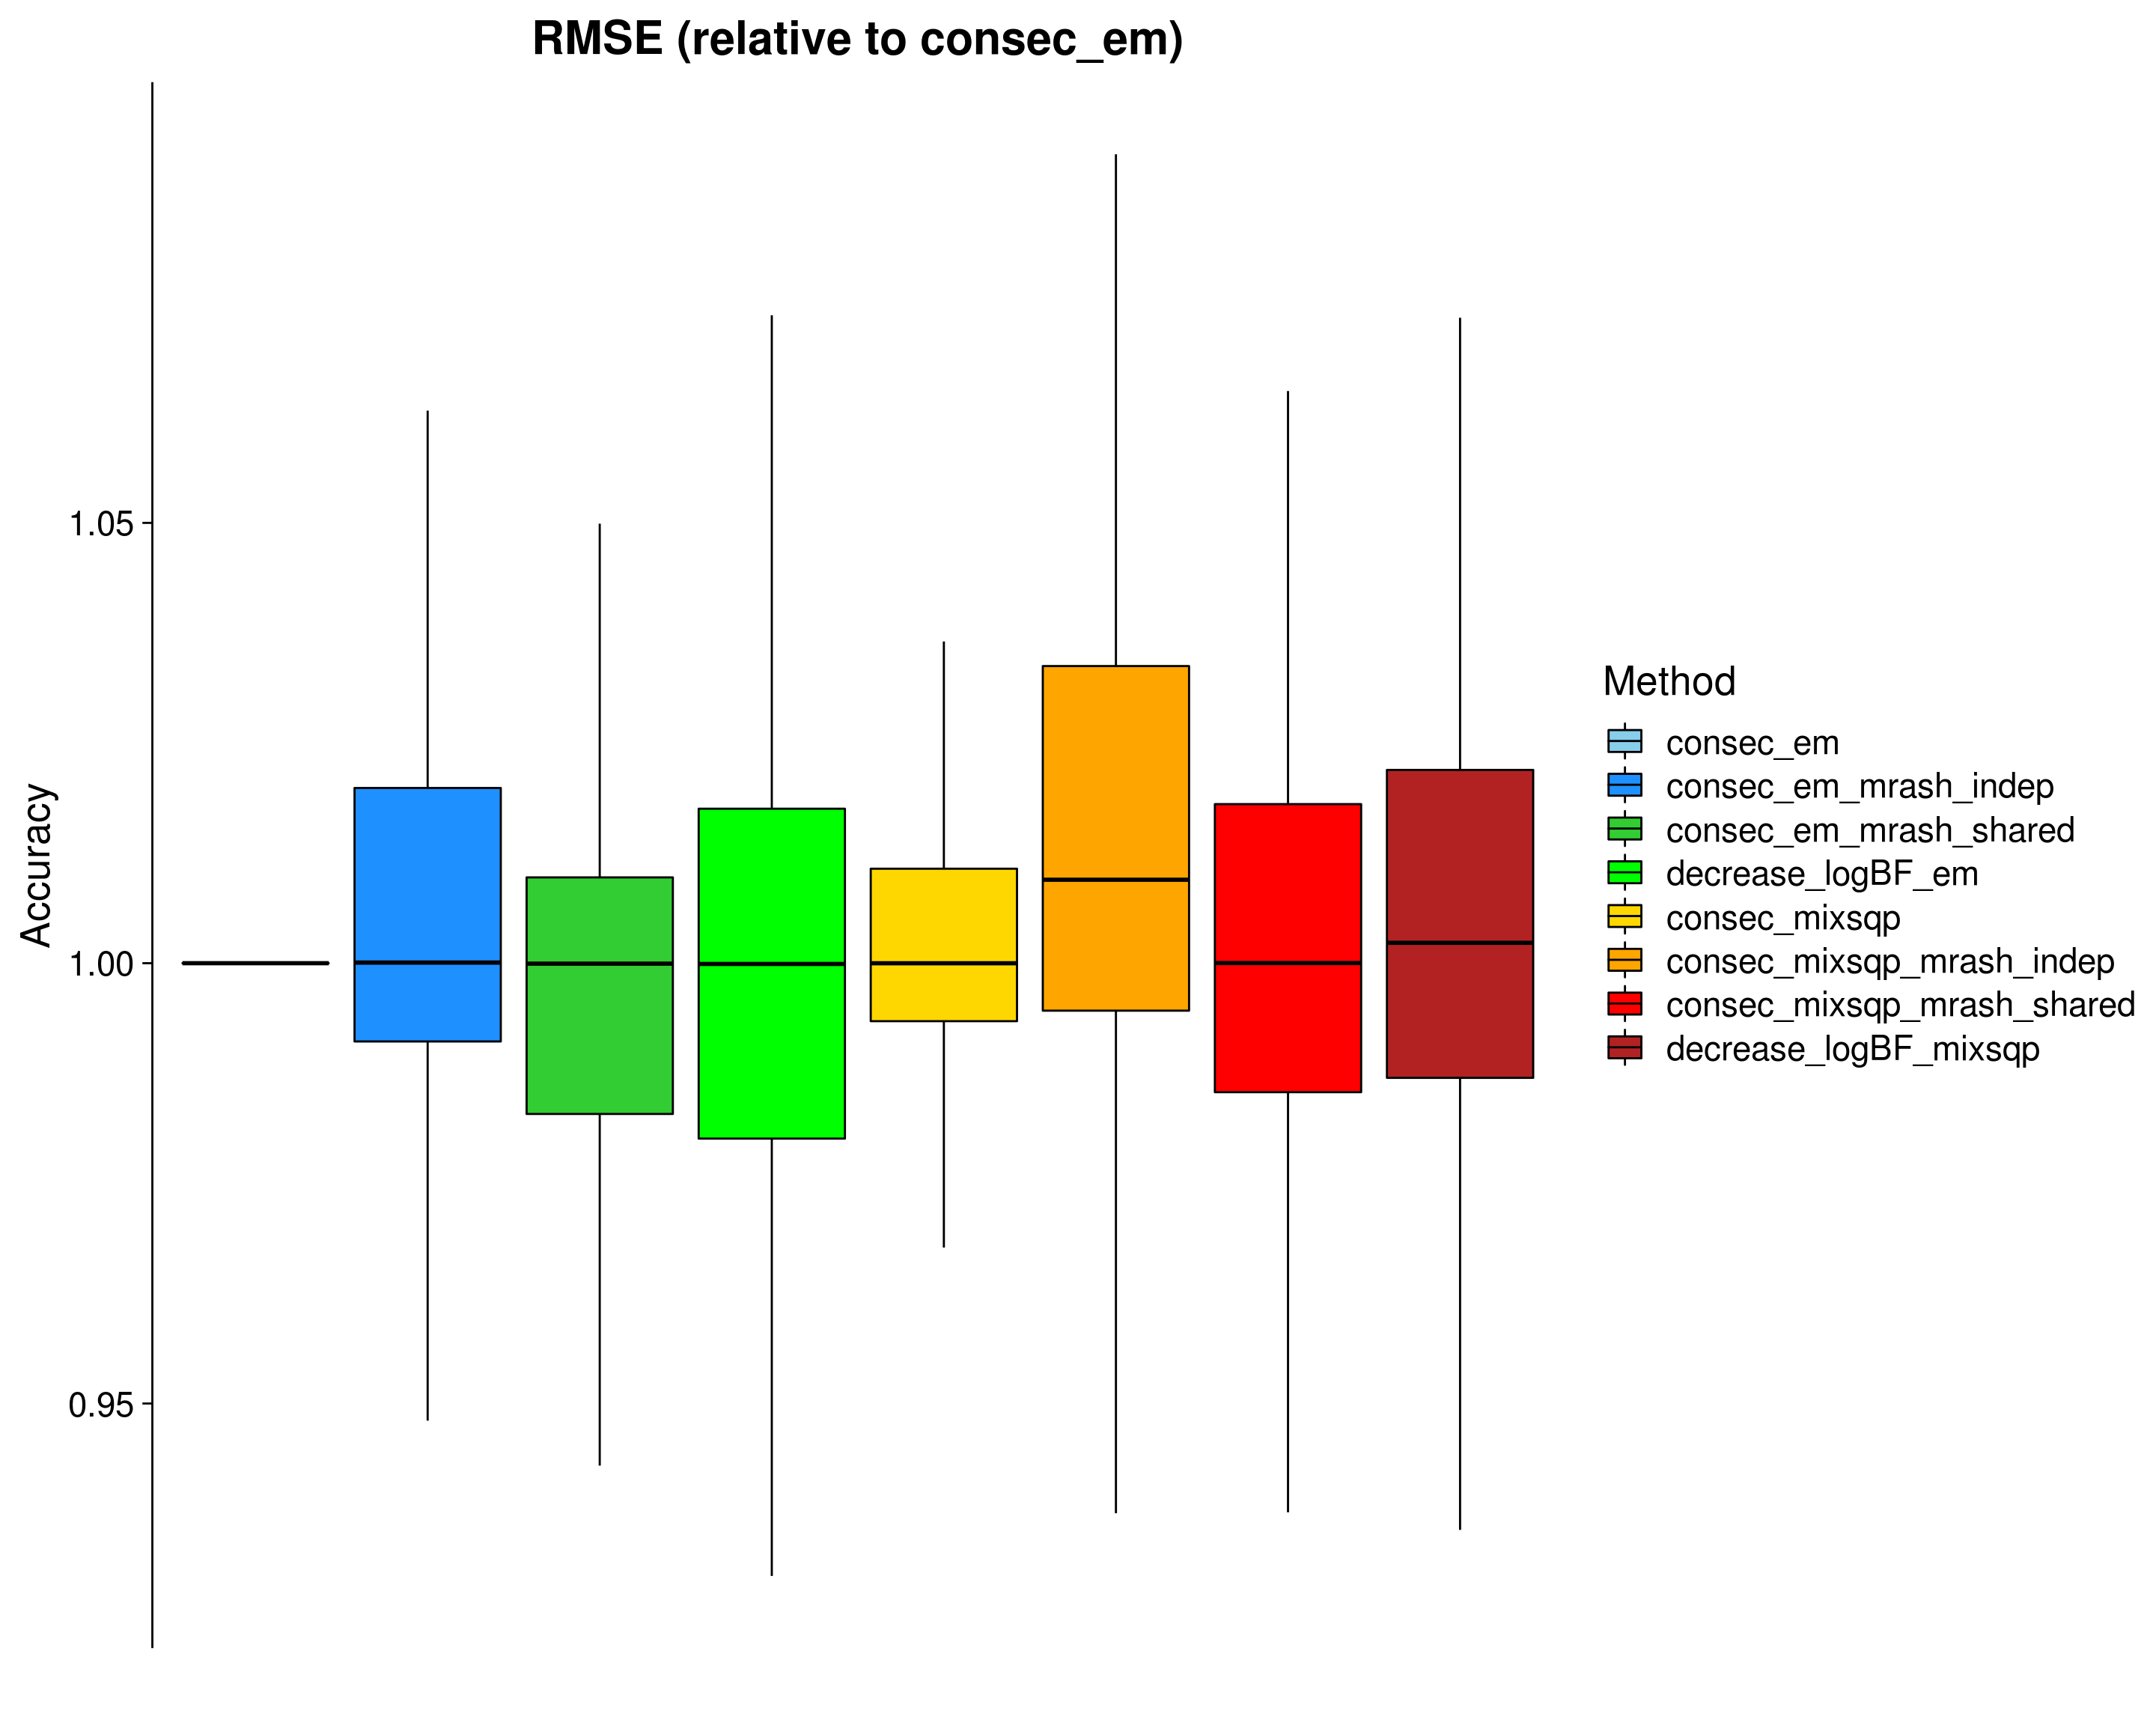 RMSE (relative to consec_em)
Accuracy
1.05
1.00
0.95
Method
consec_em
consec_em_mrash_indep
consec_em_mrash_shared
decrease_logBF_em
consec_mixsqp
consec_mixsqp_mrash_indep
consec_mixsqp_mrash_shared
decrease_logBF_mixsqp